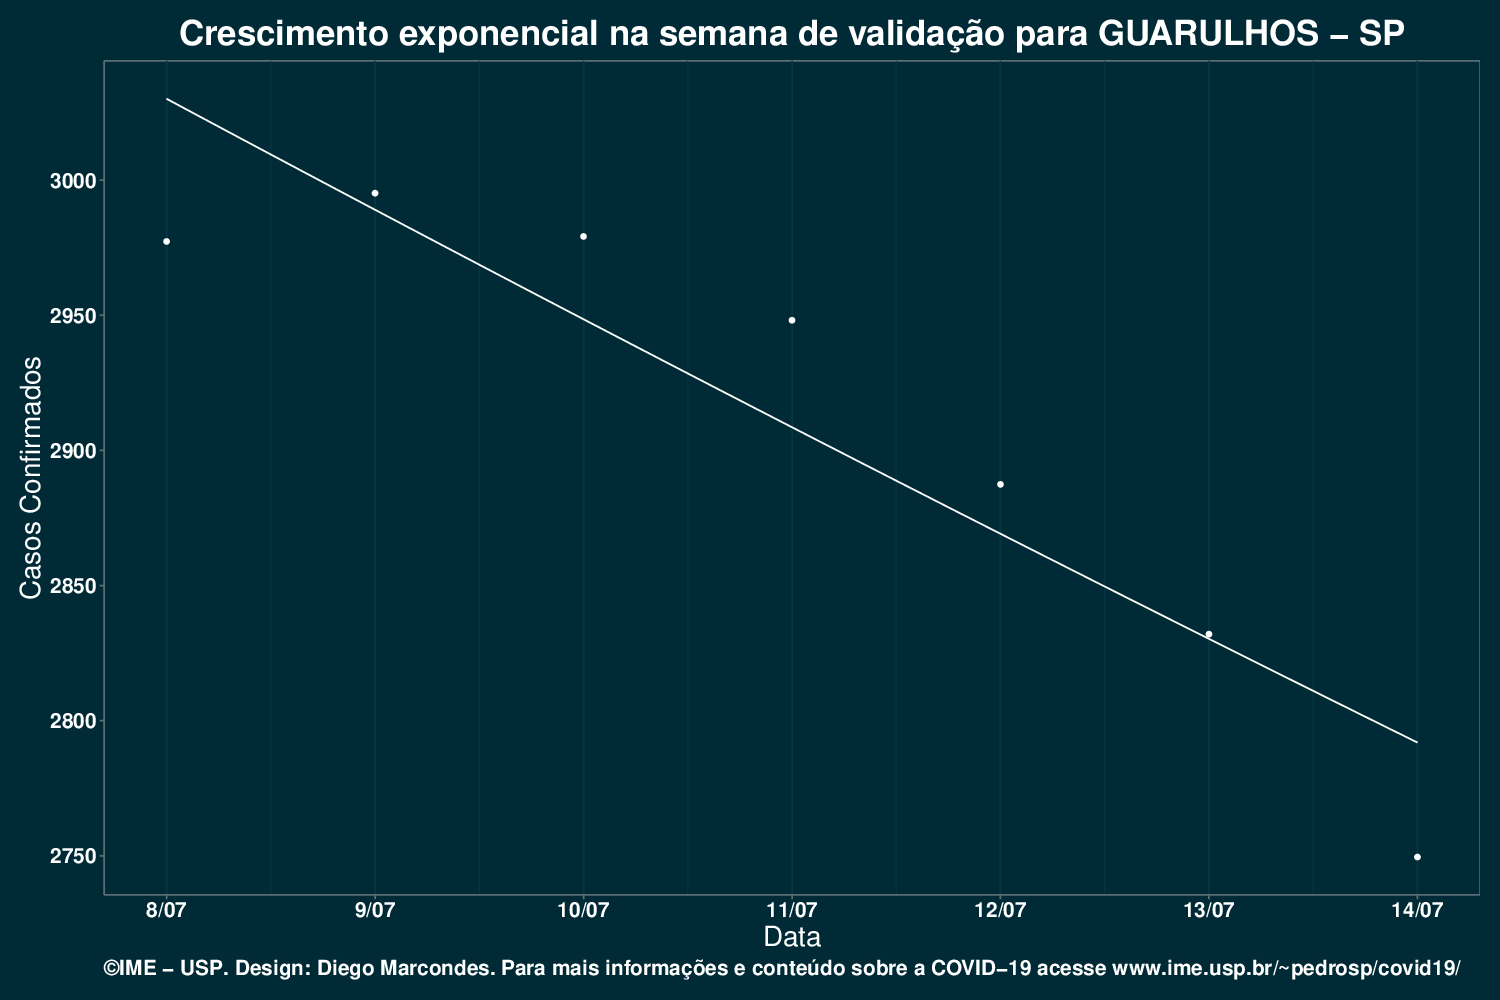 Crescimento exponencial na semana de validação para GUARULHOS – SP
3000
2950
2900
2850
2800
2750
Casos Confirmados
8/07 9/07 10/07 11/07 12/07 13/07 14/07
Data
©IME – USP. Design: Diego Marcondes. Para mais informações e conteúdo sobre a COVID–19 acesse www.ime.usp.br/~pedrosp/covid19/